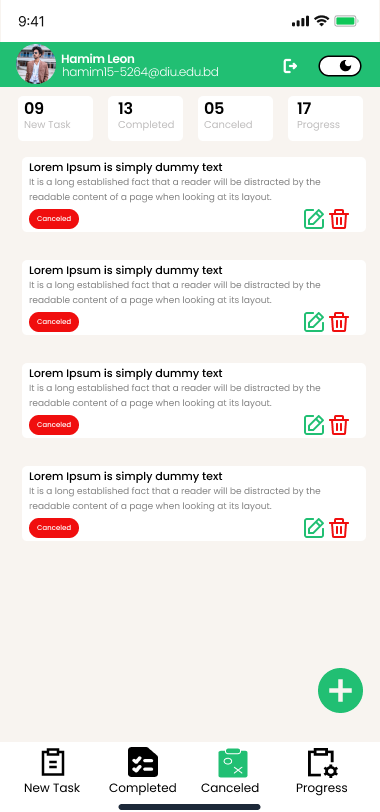 9:41
Hamim Leon
hamim15-5264@diu.edu.bd
09 13 05 17
New Task Completed Canceled Progress
Lorem Ipsum is simply dummy text
It is a long established fact that a reader will be distracted by the
readable content of a page when looking at its layout.
Canceled
Lorem Ipsum is simply dummy text
It is a long established fact that a reader will be distracted by the
readable content of a page when looking at its layout.
Canceled
Lorem Ipsum is simply dummy text
It is a long established fact that a reader will be distracted by the
readable content of a page when looking at its layout.
Canceled
Lorem Ipsum is simply dummy text
It is a long established fact that a reader will be distracted by the
readable content of a page when looking at its layout.
Canceled
New Task Completed Canceled Progress